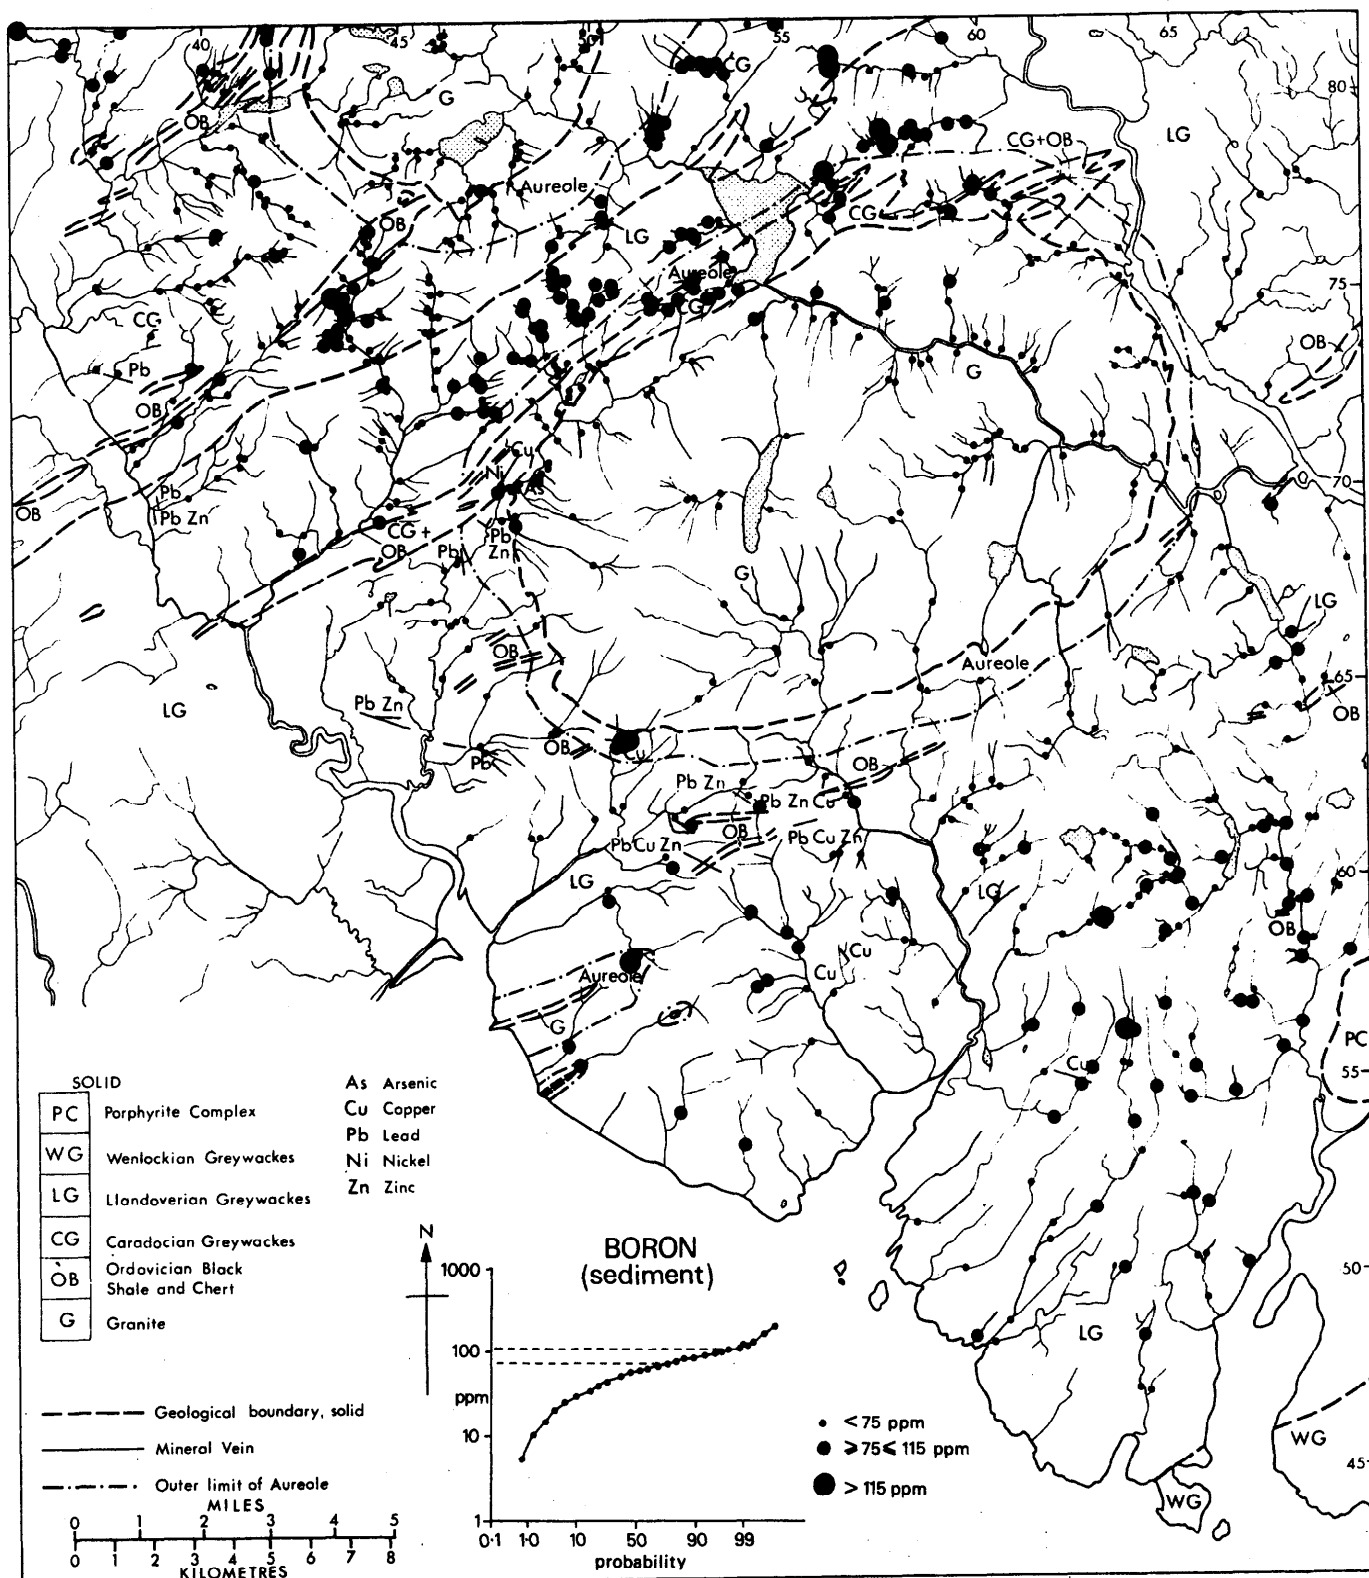 40 45 50 55 60 65
CG
G
80
OB
LG
CG+OB
Aureole
CG
OB
LG
Aureole
75
CG
CG
OB
Pb
G
OB
Cu
Ni
As
70
Pb
OB
Pb Zn
CG+
OB
Pb
Pb
Zn
G
LG
OB
Aureole
65
LG
Pb Zn
OB
OB
Cu
Pb
OB
Pb Zn
Pb Zn Cu
OB
Pb Cu Zn
Pb Cu Zn
60
LG
LG
OB
Cu
Aureole
Cu
G
PC
Cu
55
SOLID
PC Porphyrite Complex
WG Wenlockian Greywackes
LG Llandoverian Greywackes
CG Caradocian Greywackes
OB Ordovician Black
Shale and Chert
G Granite
As Arsenic
Cu Copper
Pb Lead
Ni Nickel
Zn Zinc
N
BORON
(sediment)
1000
100
ppm
10
1
0·1 1·0 10 50 90 99
probability
50
LG
< 75 ppm
⩾75⩽ 115 ppm
> 115 ppm
WG
45
WG
Geological boundary, solid
Mineral Vein
Outer limit of Aureole
MILES
0 1 2 3 4 5
0 1 2 3 4 5 6 7 8
KILOMETRES